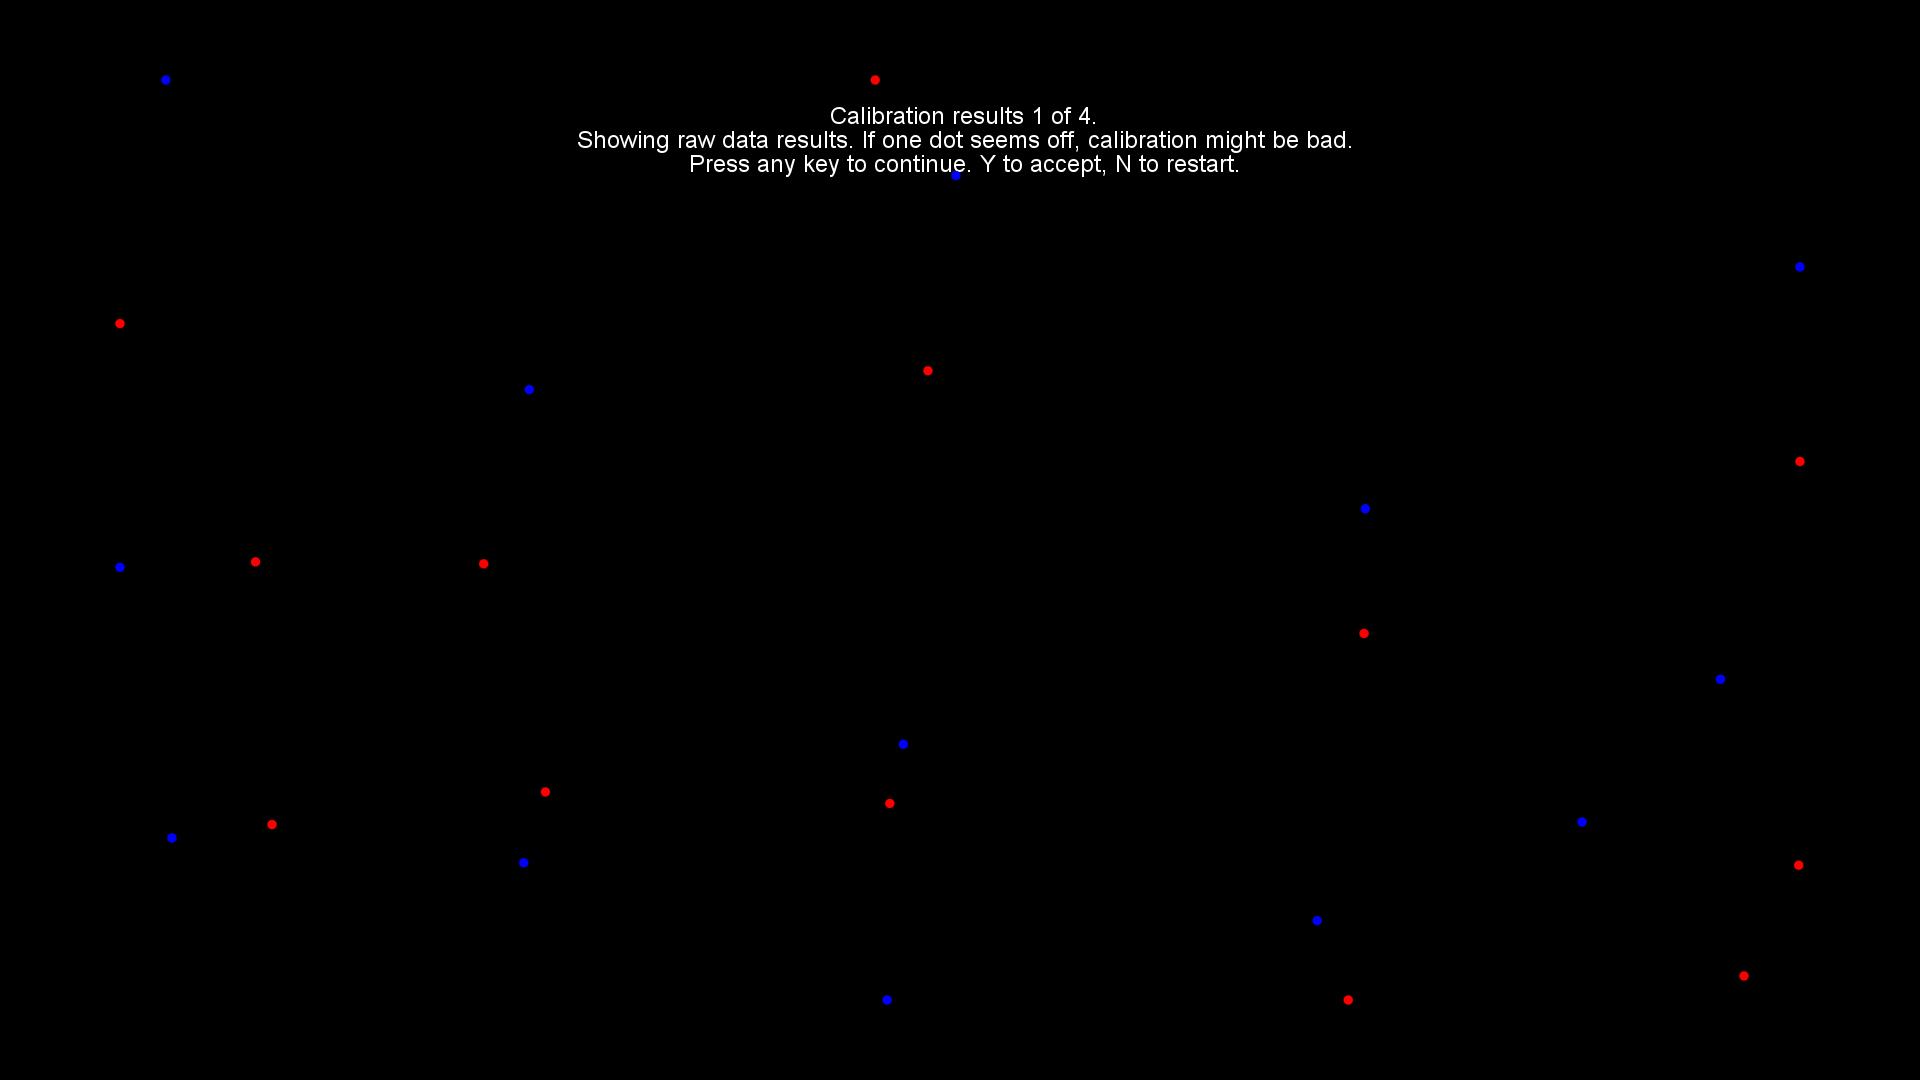 Calibration results 1 of 4.
Showing raw data results. If one dot seems off, calibration might be bad.
Press any key to continue. Y to accept, N to restart.